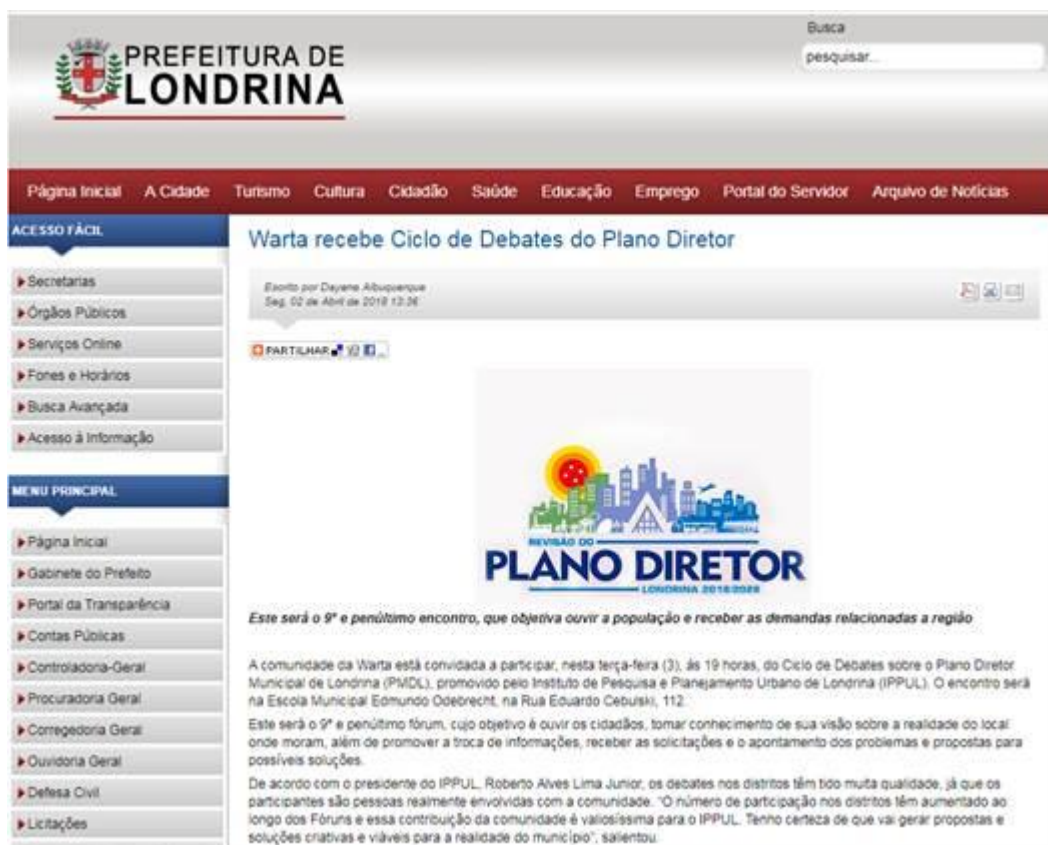 PREFEITURA DE
LONDRINA
Busca
pesquisar...
Página Inicial A Cidade Turismo Cultura Cidadão Saúde Educação Emprego Portal do Servidor Arquivo de Notícias
ACESSO FÁCIL
Secretarias
Órgãos Públicos
Serviços Online
Fones e Horários
Busca Avançada
Acesso à Informação
MENU PRINCIPAL
Página Inicial
Gabinete do Prefeito
Portal da Transparência
Contas Públicas
Controladoria-Geral
Procuradoria Geral
Corregedoria Geral
Ouvidoria Geral
Defesa Civil
Licitações
Warta recebe Ciclo de Debates do Plano Diretor
Escrito por Dayane Albuquerque
Seg, 02 de Abril de 2018 13:36
PARTILHAR
REVISÃO DO
PLANO DIRETOR
LONDRINA 2018/2028
Este será o 9º e penúltimo encontro, que objetiva ouvir a população e receber as demandas relacionadas a região
A comunidade da Warta está convidada a participar, nesta terça-feira (3), às 19 horas, do Ciclo de Debates sobre o Plano Diretor
Municipal de Londrina (PMDL), promovido pelo Instituto de Pesquisa e Planejamento Urbano de Londrina (IPPUL). O encontro será
na Escola Municipal Edmundo Odebrecht, na Rua Eduardo Cebulski, 112.
Este será o 9º e penúltimo fórum, cujo objetivo é ouvir os cidadãos, tomar conhecimento de sua visão sobre a realidade do local
onde moram, além de promover a troca de informações, receber as solicitações e o apontamento dos problemas e propostas para
possíveis soluções.
De acordo com o presidente do IPPUL, Roberto Alves Lima Junior, os debates nos distritos têm tido muita qualidade, já que os
participantes são pessoas realmente envolvidas com a comunidade. "O número de participação nos distritos têm aumentado ao
longo dos Fóruns e essa contribuição da comunidade é valiosíssima para o IPPUL. Tenho certeza de que vai gerar propostas e
soluções criativas e viáveis para a realidade do município", salientou.